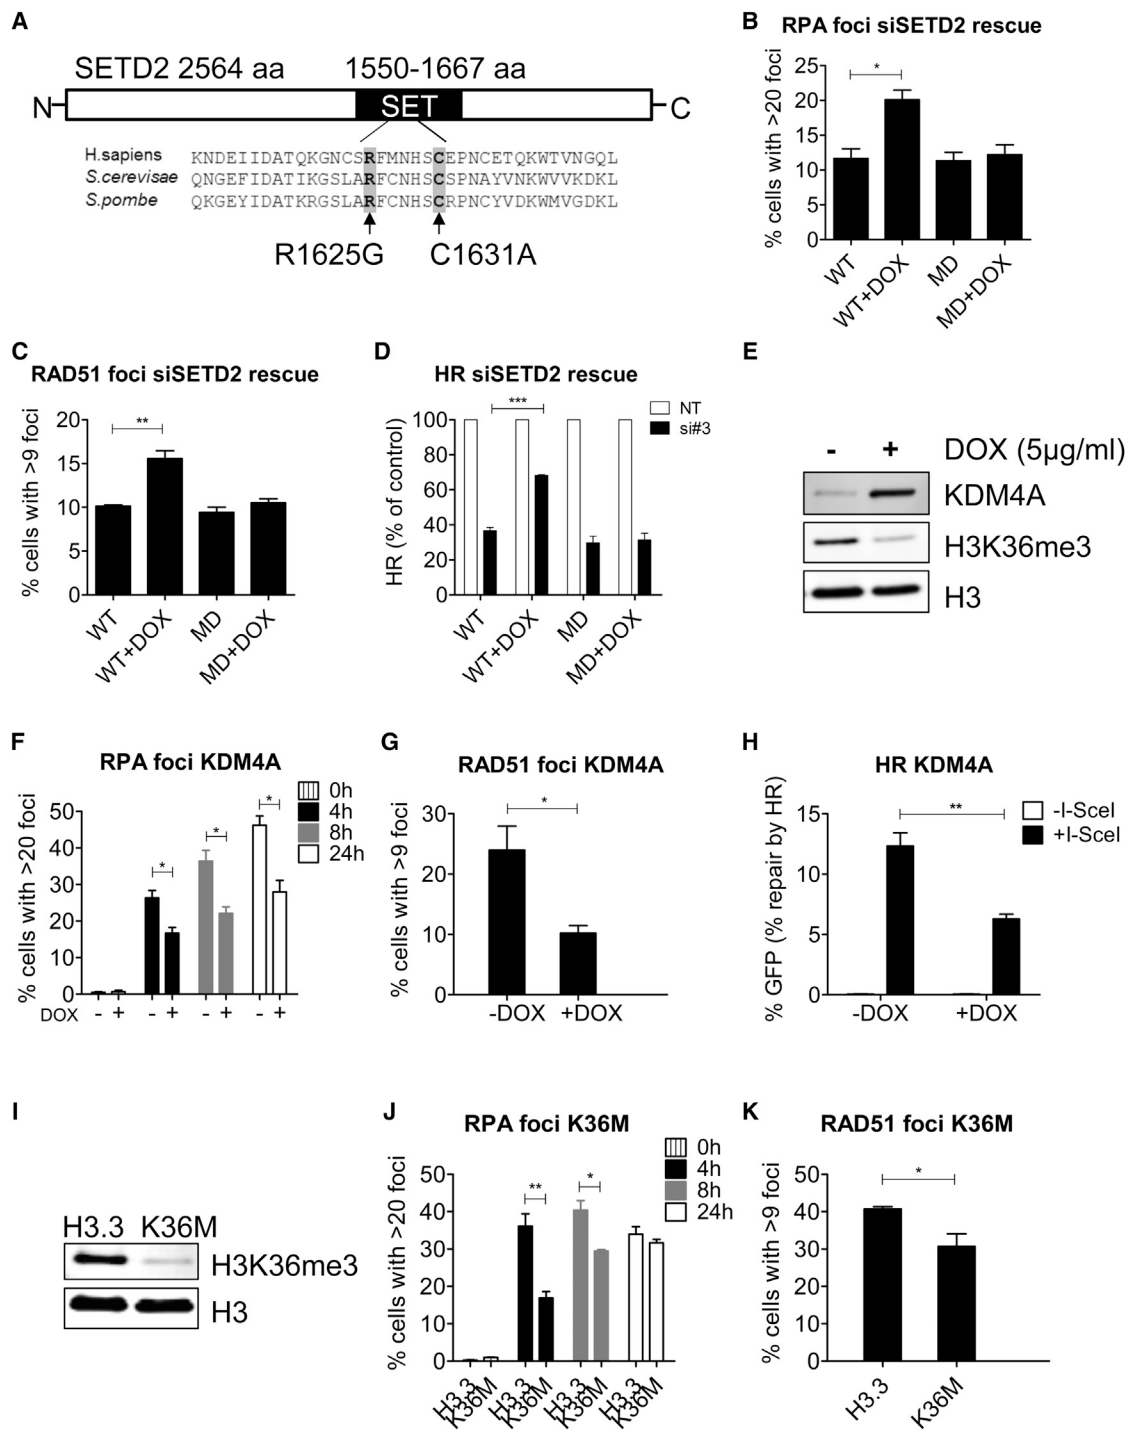 A
SETD2 2564 aa 1550-1667 aa
N SET C
H.sapiens KNDEIIDATQKGNCSRFMNHSCEPNCETQKWTVNGQL
S.cerevisae QNGEFIDATIKGSLARFCNHSCSPNAYVNKWVVKDKL
S.pombe QKGEYIDATKRGSLARFCNHSCRPNCYVDKWMVGDKL
R1625G C1631A
B
RPA foci siSETD2 rescue
% cells with >20 foci
25
20
15
10
5
0
*
WT WT+DOX MD MD+DOX
C
RAD51 foci siSETD2 rescue
% cells with >9 foci
20
15
10
5
0
**
WT WT+DOX MD MD+DOX
D
HR siSETD2 rescue
HR (% of control)
100
80
60
40
20
0
***
NT
si#3
WT WT+DOX MD MD+DOX
E
- + DOX (5µg/ml)
KDM4A
H3K36me3
H3
F
RPA foci KDM4A
% cells with >20 foci
50
40
30
20
10
0
* * *
0h
4h
8h
24h
DOX - + - + - + - +
G
RAD51 foci KDM4A
% cells with >9 foci
30
20
10
0
*
-DOX +DOX
H
HR KDM4A
% GFP (% repair by HR)
15
10
5
0
**
-I-SceI
+I-SceI
-DOX +DOX
I
H3.3 K36M
H3K36me3
H3
J
RPA foci K36M
% cells with >20 foci
50
40
30
20
10
0
** *
0h
4h
8h
24h
H3.3 K36M H3.3 K36M H3.3 K36M H3.3 K36M
K
RAD51 foci K36M
% cells with >9 foci
50
40
30
20
10
0
*
H3.3 K36M